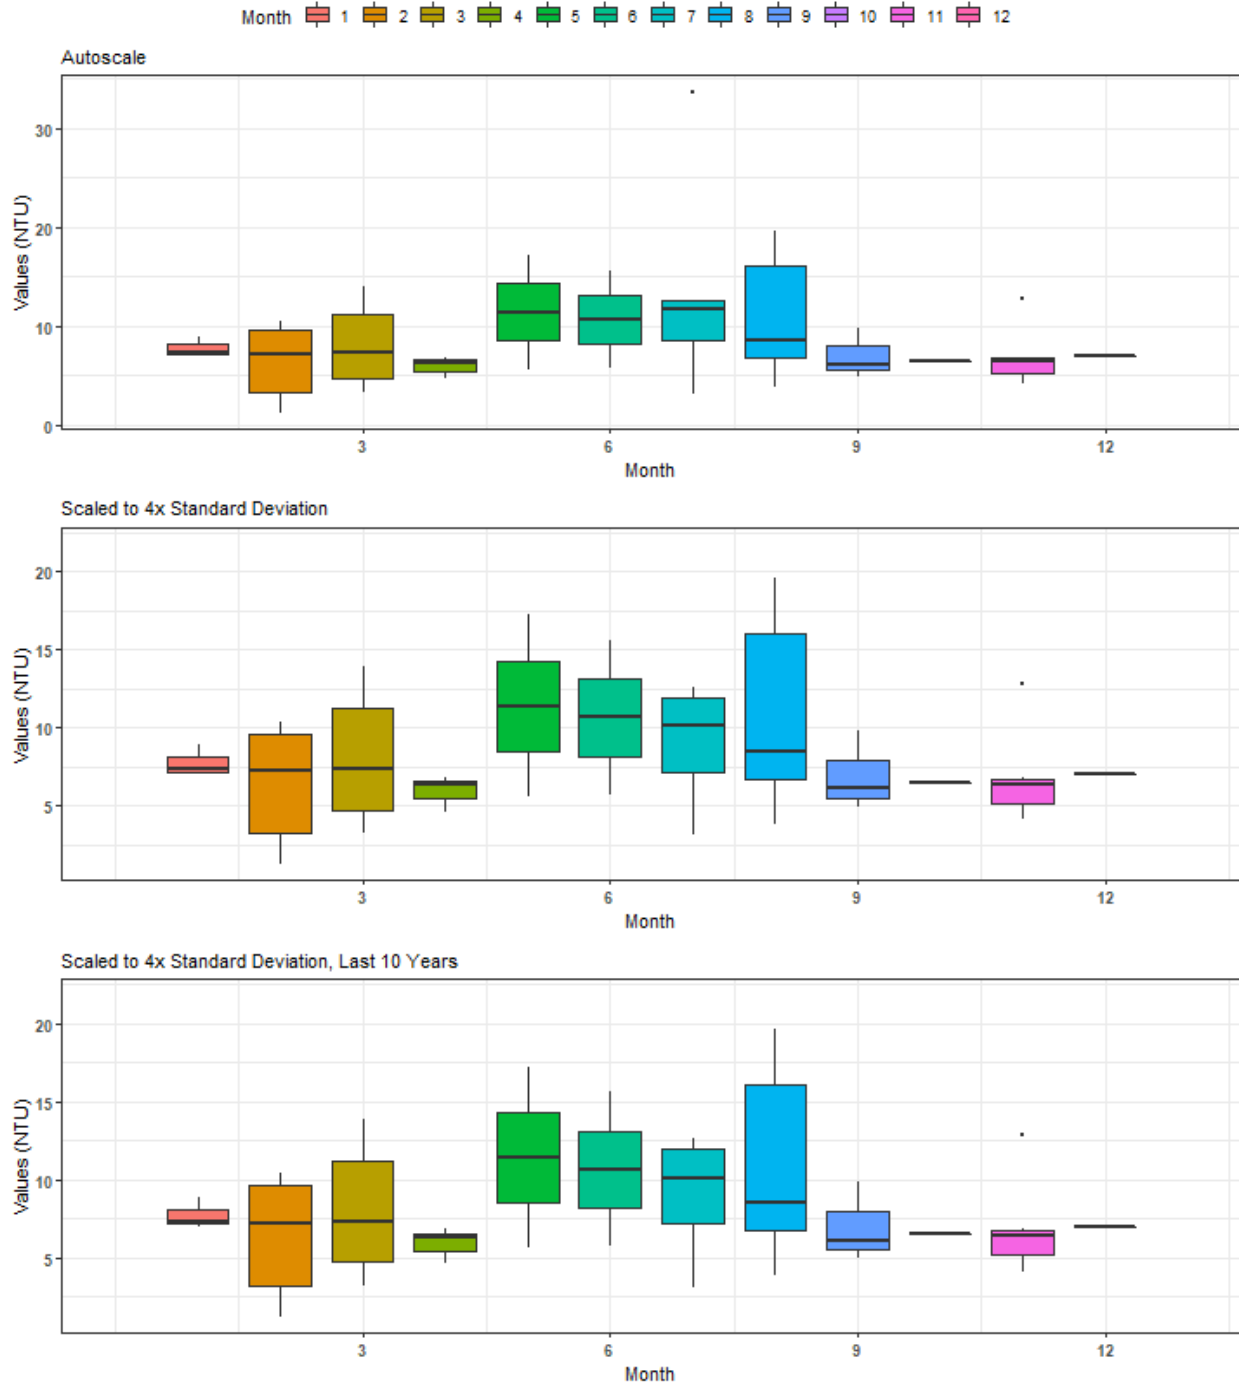 Month 1 2 3 4 5 6 7 8 9 10 11 12
Autoscale
Values (NTU)
30
20
10
0
3 6 9 12
Month
Scaled to 4x Standard Deviation
Values (NTU)
20
15
10
5
3 6 9 12
Month
Scaled to 4x Standard Deviation, Last 10 Years
Values (NTU)
20
15
10
5
3 6 9 12
Month